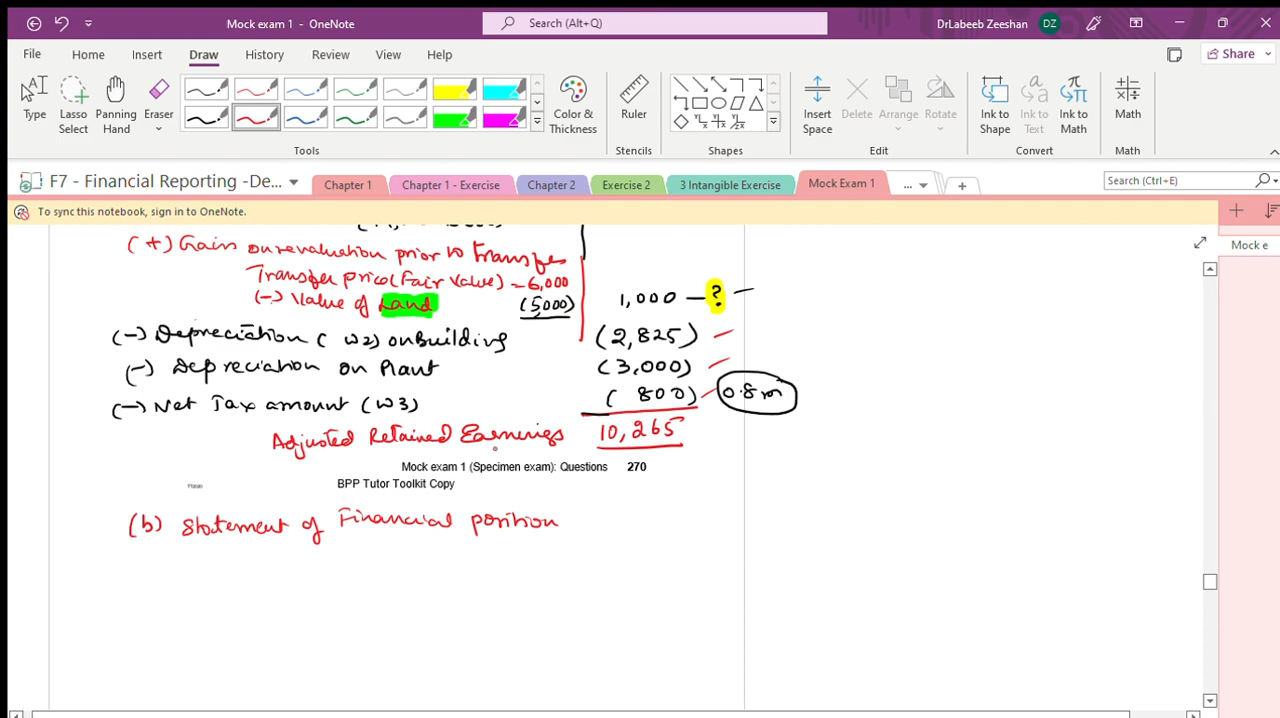 Mock exam 1 - OneNote
Search (Alt+Q)
DrLabeeb Zeeshan
DZ
File
Home
Insert
Draw
History
Review
View
Help
Share
Type
Lasso Select
Panning Hand
Eraser
Color & Thickness
Ruler
Insert Space
Delete
Arrange
Rotate
Ink to Shape
Ink to Text
Ink to Math
Math
Tools
Stencils
Shapes
Edit
Convert
Math
F7 - Financial Reporting -De...
Chapter 1
Chapter 1 - Exercise
Chapter 2
Exercise 2
3 Intangible Exercise
Mock Exam 1
...
Search (Ctrl+E)
To sync this notebook, sign in to OneNote.
Mock e
(+) Gain on revaluation prior to transfer
Transfer price (Fair Value) - 6,000
(-) Value of Land (5,000) 1,000 - ?
(-) Depreciation (W2) on Building (2,825)
(-) Depreciation on Plant (3,000)
(-) Net Tax amount (W3) (800) 0.8m
Adjusted Retained Earnings 10,265
Mock exam 1 (Specimen exam): Questions 270
BPP Tutor Toolkit Copy
(b) Statement of Financial position